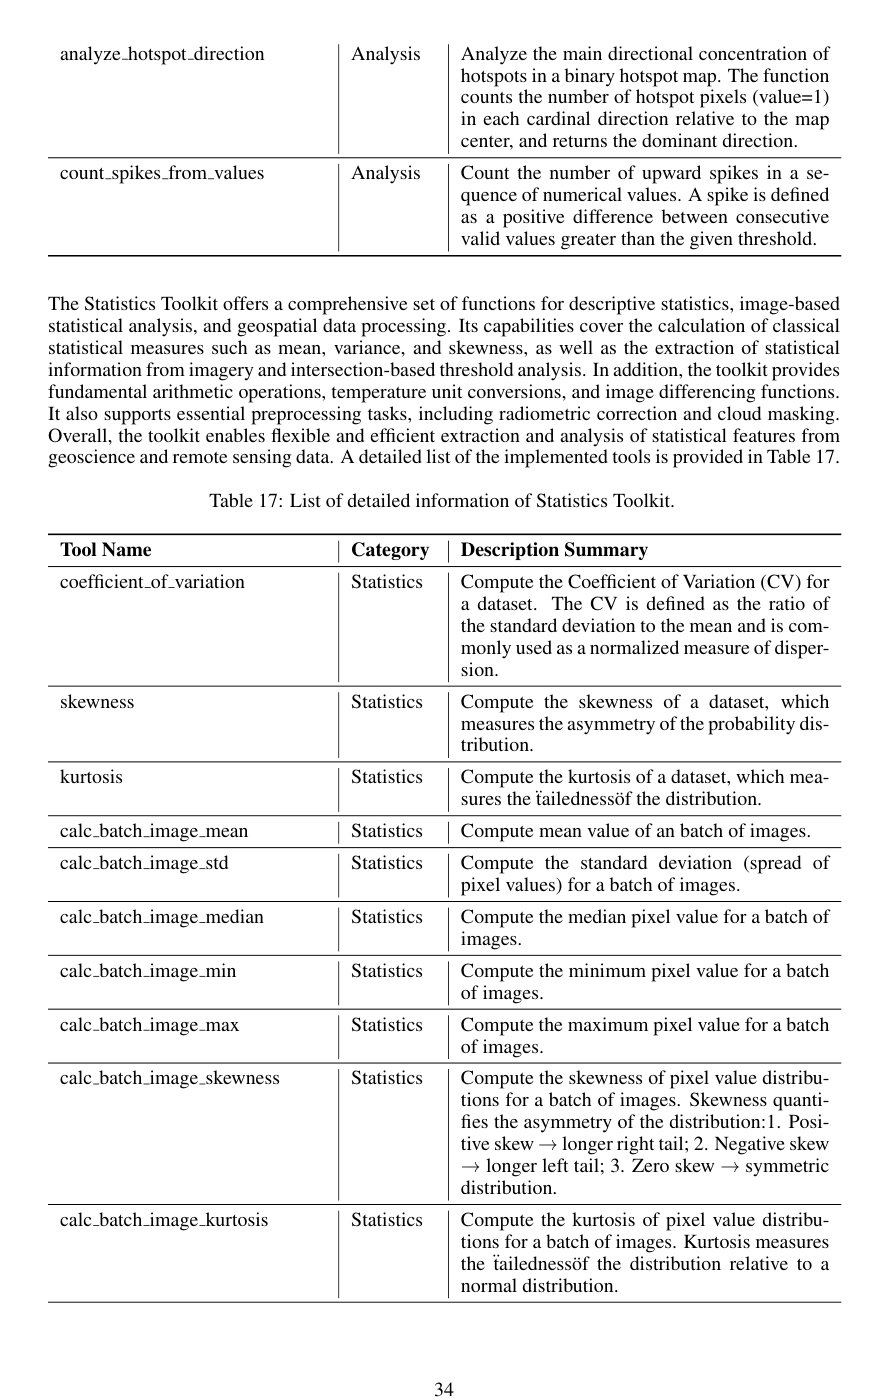 analyze_hotspot_direction Analysis Analyze the main directional concentration of
hotspots in a binary hotspot map. The function
counts the number of hotspot pixels (value=1)
in each cardinal direction relative to the map
center, and returns the dominant direction.
count_spikes_from_values Analysis Count the number of upward spikes in a se-
quence of numerical values. A spike is defined
as a positive difference between consecutive
valid values greater than the given threshold.
The Statistics Toolkit offers a comprehensive set of functions for descriptive statistics, image-based
statistical analysis, and geospatial data processing. Its capabilities cover the calculation of classical
statistical measures such as mean, variance, and skewness, as well as the extraction of statistical
information from imagery and intersection-based threshold analysis. In addition, the toolkit provides
fundamental arithmetic operations, temperature unit conversions, and image differencing functions.
It also supports essential preprocessing tasks, including radiometric correction and cloud masking.
Overall, the toolkit enables flexible and efficient extraction and analysis of statistical features from
geoscience and remote sensing data. A detailed list of the implemented tools is provided in Table 17.
Table 17: List of detailed information of Statistics Toolkit.
Tool Name Category Description Summary
coefficient_of_variation Statistics Compute the Coefficient of Variation (CV) for
a dataset. The CV is defined as the ratio of
the standard deviation to the mean and is com-
monly used as a normalized measure of disper-
sion.
skewness Statistics Compute the skewness of a dataset, which
measures the asymmetry of the probability dis-
tribution.
kurtosis Statistics Compute the kurtosis of a dataset, which mea-
sures the ẗailednessöf the distribution.
calc_batch_image_mean Statistics Compute mean value of an batch of images.
calc_batch_image_std Statistics Compute the standard deviation (spread of
pixel values) for a batch of images.
calc_batch_image_median Statistics Compute the median pixel value for a batch of
images.
calc_batch_image_min Statistics Compute the minimum pixel value for a batch
of images.
calc_batch_image_max Statistics Compute the maximum pixel value for a batch
of images.
calc_batch_image_skewness Statistics Compute the skewness of pixel value distribu-
tions for a batch of images. Skewness quanti-
fies the asymmetry of the distribution:1. Posi-
tive skew → longer right tail; 2. Negative skew
→ longer left tail; 3. Zero skew → symmetric
distribution.
calc_batch_image_kurtosis Statistics Compute the kurtosis of pixel value distribu-
tions for a batch of images. Kurtosis measures
the ẗailednessöf the distribution relative to a
normal distribution.
34